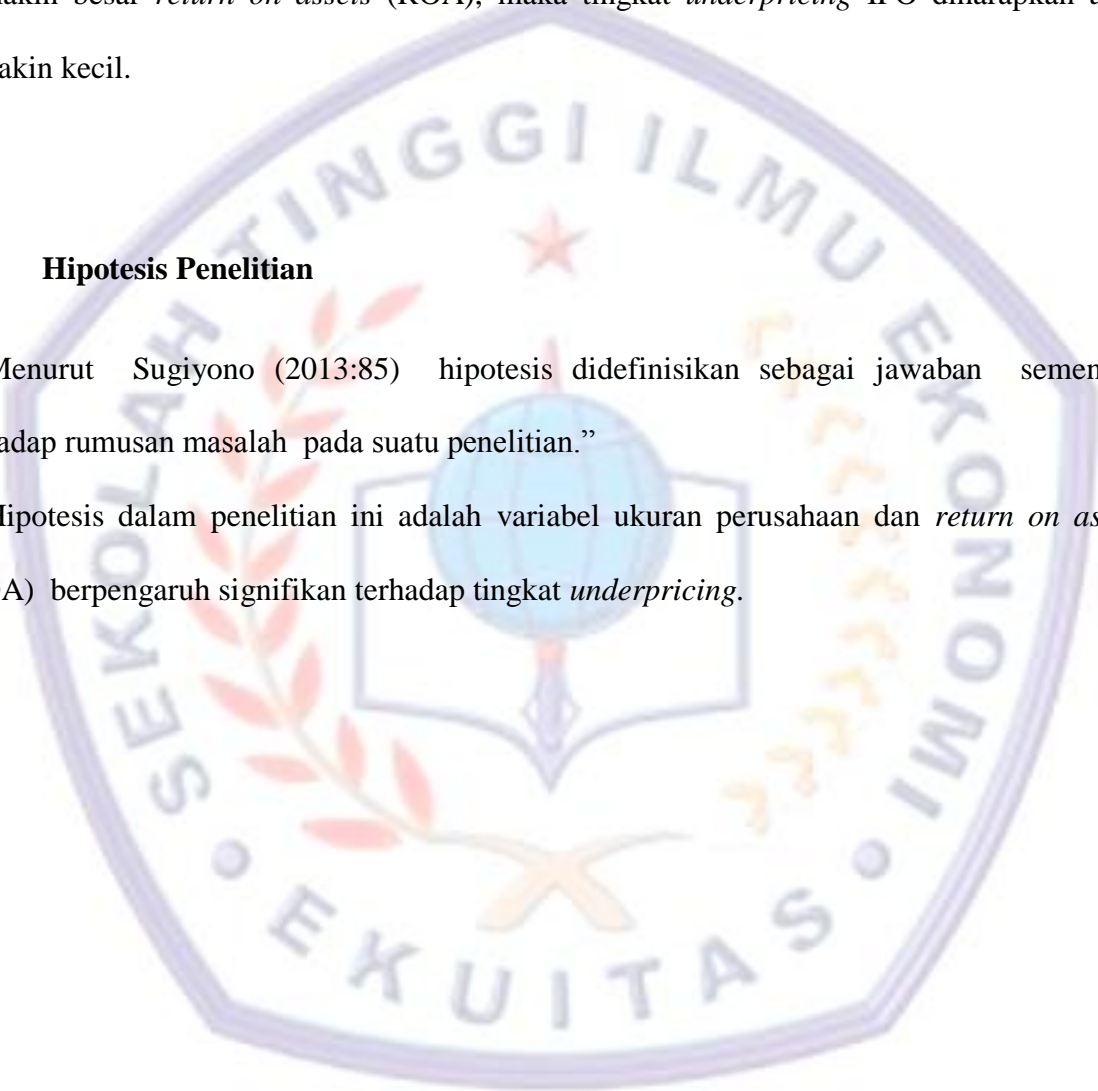 besar return on assets (ROA), maka tingkat underpricing IPO diharapkan
akin kecil.
Hipotesis Penelitian
Menurut Sugiyono (2013:85) hipotesis didefinisikan sebagai jawaban semen
adap rumusan masalah pada suatu penelitian.”
Hipotesis dalam penelitian ini adalah variabel ukuran perusahaan dan return on as
A) berpengaruh signifikan terhadap tingkat underpricing.
SEKOLAH TINGGI ILMU EKONOMI
EKUITAS